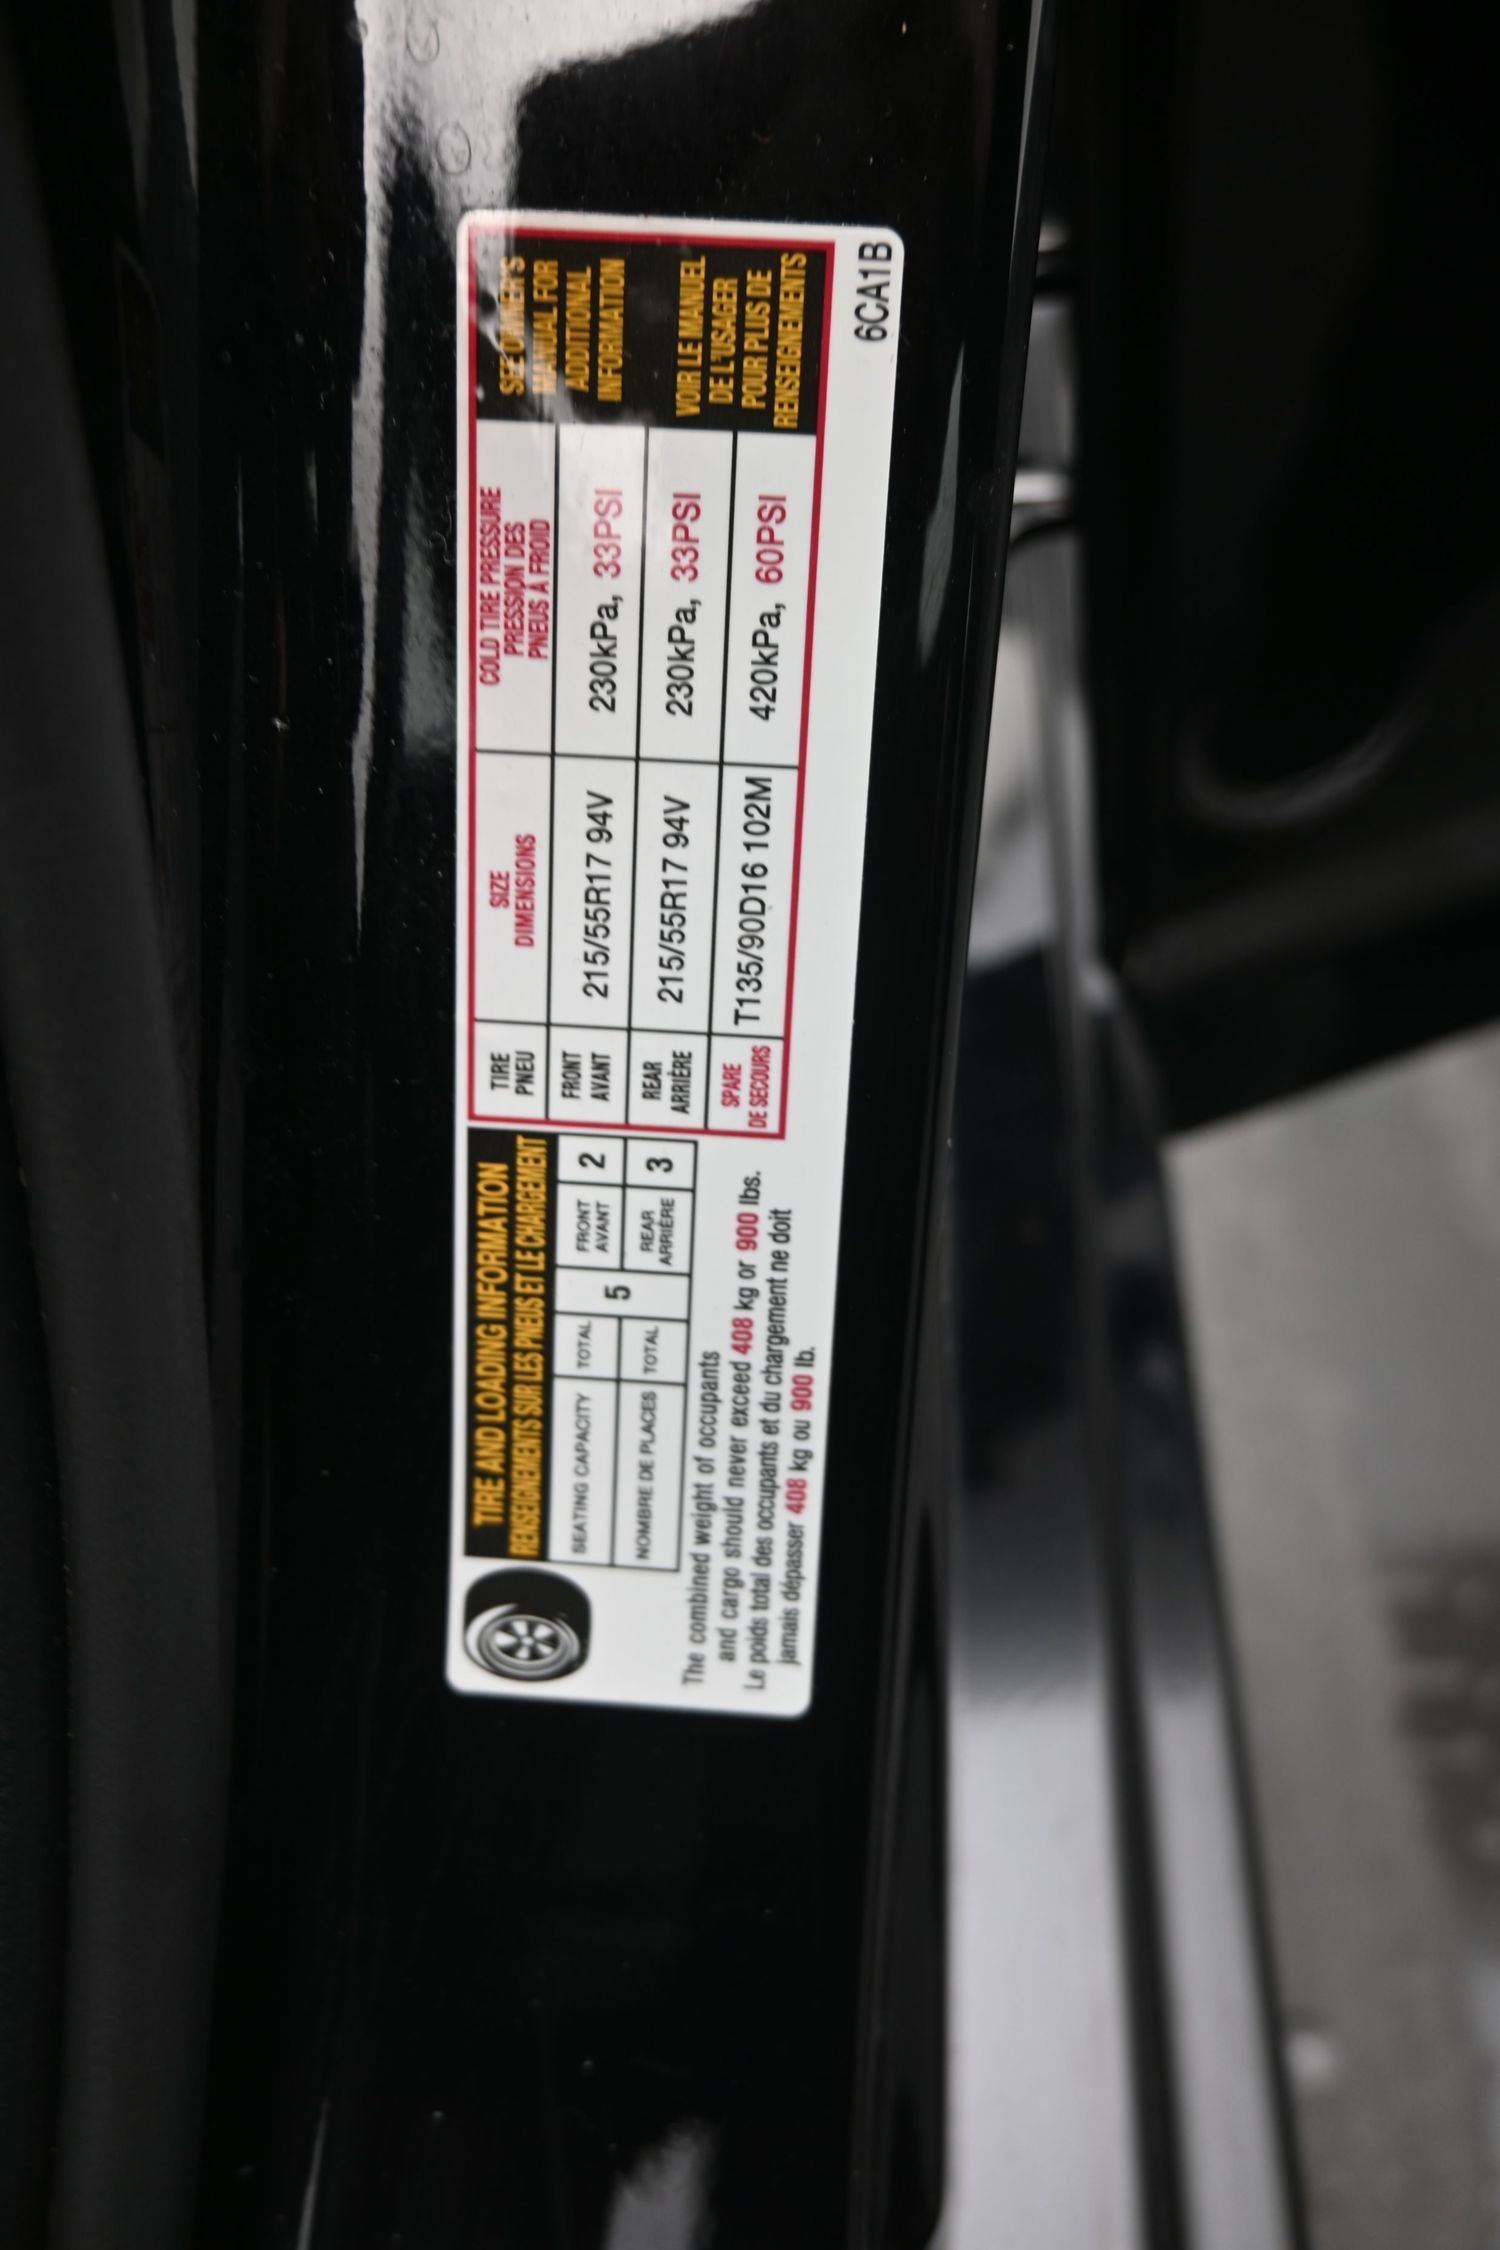 TIRE AND LOADING INFORMATION
RENSEIGNEMENTS SUR LES PNEUS ET LE CHARGEMENT
SEATING CAPACITY TOTAL 5 FRONT AVANT 2
NOMBRE DE PLACES TOTAL REAR ARRIÈRE 3
The combined weight of occupants
and cargo should never exceed 408 kg or 900 lbs.
Le poids total des occupants et du chargement ne doit
jamais dépasser 408 kg ou 900 lb.
TIRE
PNEU
SIZE
DIMENSIONS
COLD TIRE PRESSURE
PRESSION DES
PNEUS À FROID
FRONT
AVANT
215/55R17 94V
230kPa, 33PSI
REAR
ARRIÈRE
215/55R17 94V
230kPa, 33PSI
SPARE
DE SECOURS
T135/90D16 102M
420kPa, 60PSI
SEE OWNER'S
MANUAL FOR
ADDITIONAL
INFORMATION
VOIR LE MANUEL
DE L'USAGER
POUR PLUS DE
RENSEIGNEMENTS
6CA1B